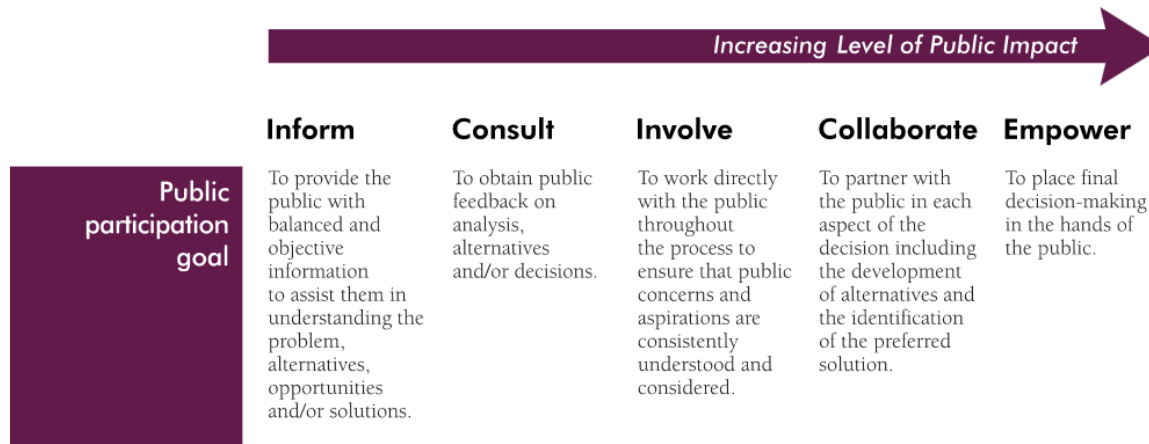 Increasing Level of Public Impact
Inform
Consult
Involve
Collaborate
Empower
Public
participation
goal
To provide the
public with
balanced and
objective
information
to assist them in
understanding the
problem,
alternatives,
opportunities
and/or solutions.
To obtain public
feedback on
analysis,
alternatives
and/or decisions.
To work directly
with the public
throughout
the process to
ensure that public
concerns and
aspirations are
consistently
understood and
considered.
To partner with
the public in each
aspect of the
decision including
the development
of alternatives and
the identification
of the preferred
solution.
To place final
decision-making
in the hands of
the public.